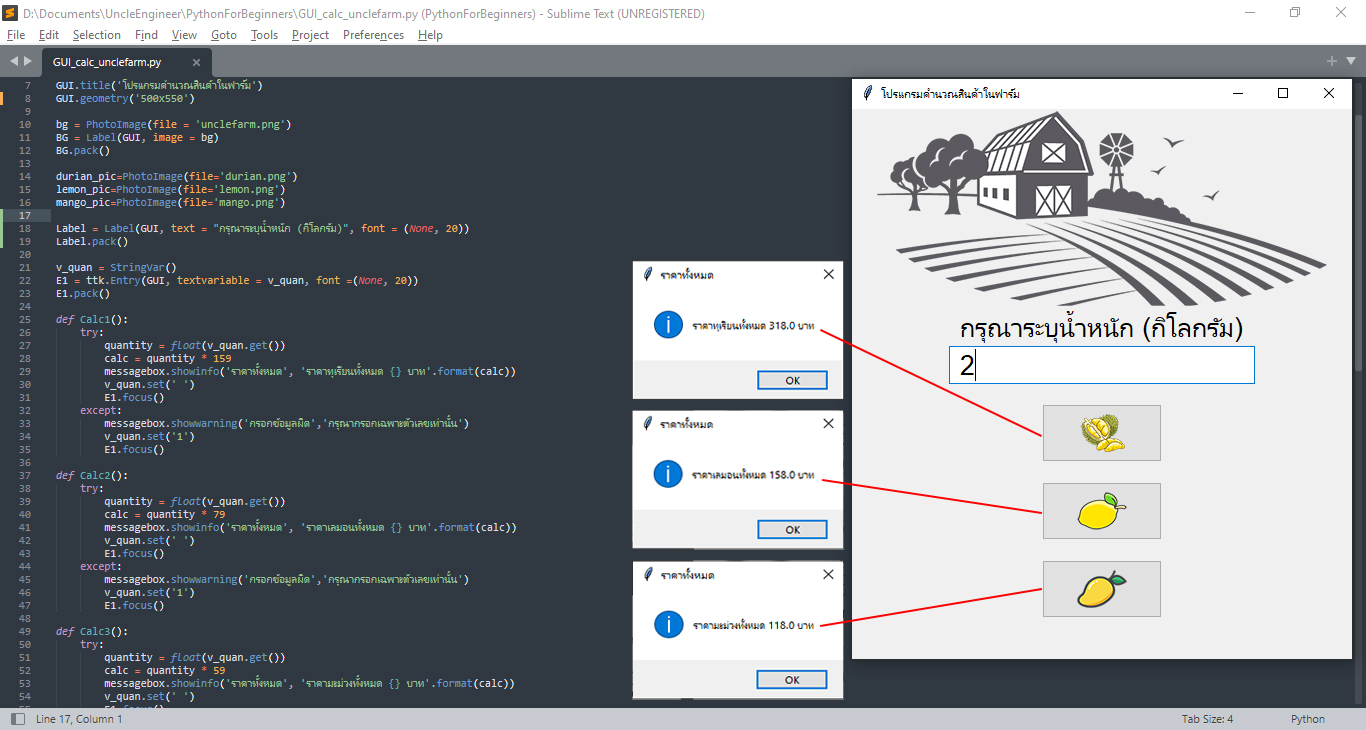 D:\Documents\UncleEngineer\PythonForBeginners\GUI_calc_unclefarm.py (PythonForBeginners) - Sublime Text (UNREGISTERED)
File Edit Selection Find View Goto Tools Project Preferences Help
GUI_calc_unclefarm.py
7 GUI.title('โปรแกรมคำนวณสินค้าในฟาร์ม')
8 GUI.geometry('500x550')
9
10 bg = PhotoImage(file = 'unclefarm.png')
11 BG = Label(GUI, image = bg)
12 BG.pack()
13
14 durian_pic=PhotoImage(file='durian.png')
15 lemon_pic=PhotoImage(file='lemon.png')
16 mango_pic=PhotoImage(file='mango.png')
17
18 Label = Label(GUI, text = "กรุณาระบุน้ำหนัก (กิโลกรัม)", font = (None, 20))
19 Label.pack()
20
21 v_quan = StringVar()
22 E1 = ttk.Entry(GUI, textvariable = v_quan, font =(None, 20))
23 E1.pack()
24
25 def Calc1():
26 try:
27 quantity = float(v_quan.get())
28 calc = quantity * 159
29 messagebox.showinfo('ราคาทั้งหมด', 'ราคาทุเรียนทั้งหมด {} บาท'.format(calc))
30 v_quan.set(' ')
31 E1.focus()
32 except:
33 messagebox.showwarning('กรอกข้อมูลผิด','กรุณากรอกเฉพาะตัวเลขเท่านั้น')
34 v_quan.set('1')
35 E1.focus()
36
37 def Calc2():
38 try:
39 quantity = float(v_quan.get())
40 calc = quantity * 79
41 messagebox.showinfo('ราคาทั้งหมด', 'ราคาเลมอนทั้งหมด {} บาท'.format(calc))
42 v_quan.set(' ')
43 E1.focus()
44 except:
45 messagebox.showwarning('กรอกข้อมูลผิด','กรุณากรอกเฉพาะตัวเลขเท่านั้น')
46 v_quan.set('1')
47 E1.focus()
48
49 def Calc3():
50 try:
51 quantity = float(v_quan.get())
52 calc = quantity * 59
53 messagebox.showinfo('ราคาทั้งหมด', 'ราคามะม่วงทั้งหมด {} บาท'.format(calc))
54 v_quan.set(' ')
ราคาทั้งหมด
ราคาทุเรียนทั้งหมด 318.0 บาท
OK
ราคาทั้งหมด
ราคาเลมอนทั้งหมด 158.0 บาท
OK
ราคาทั้งหมด
ราคามะม่วงทั้งหมด 118.0 บาท
OK
โปรแกรมคำนวณสินค้าในฟาร์ม
กรุณาระบุน้ำหนัก (กิโลกรัม)
2
Line 17, Column 1
Tab Size: 4 Python